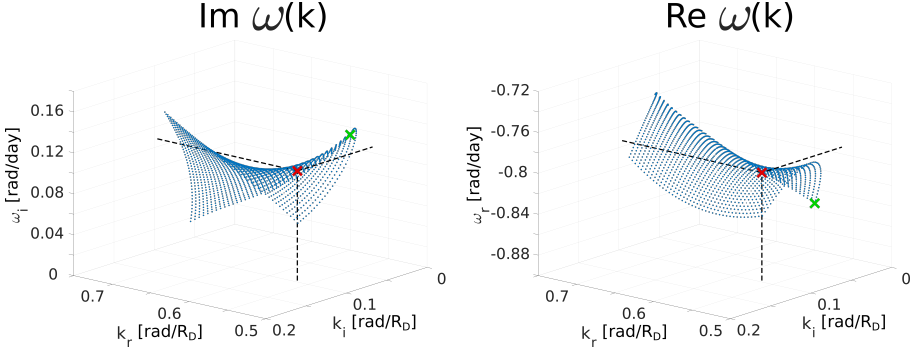 Im ω(k)
0.16
0.12
0.08
0.04
0
ω_i [rad/day]
0.7
0.6
0.5
k_r [rad/R_D]
0.2
0.1
0
k_i [rad/R_D]
Re ω(k)
-0.72
-0.76
-0.8
-0.84
-0.88
ω_r [rad/day]
0.7
0.6
0.5
k_r [rad/R_D]
0.2
0.1
0
k_i [rad/R_D]